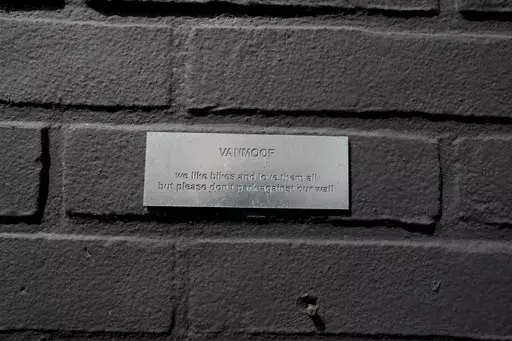 VANMOOF
we like bikes and love them all
but please don't park against our wall